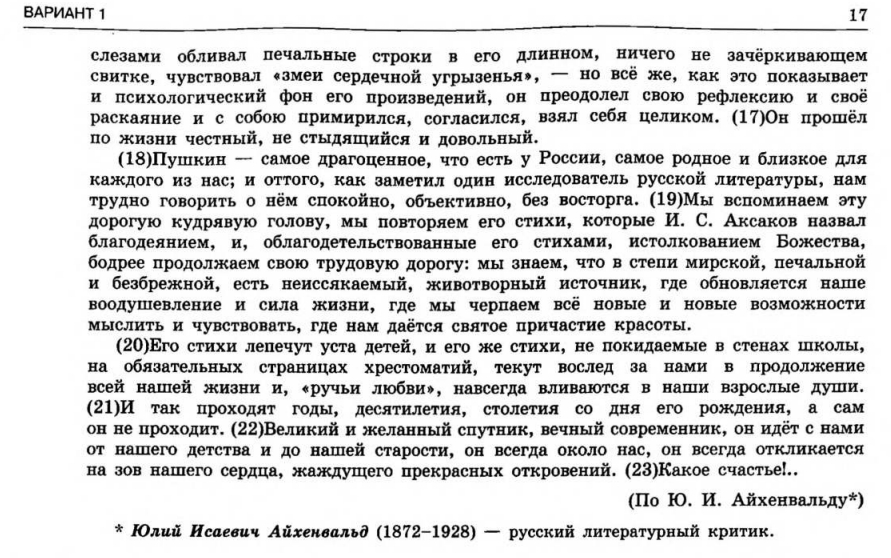 ВАРИАНТ 1 17
слезами обливал печальные строки в его длинном, ничего не зачёркивающем
свитке, чувствовал «змеи сердечной угрызенья», — но всё же, как это показывает
и психологический фон его произведений, он преодолел свою рефлексию и своё
раскаяние и с собою примирился, согласился, взял себя целиком. (17)Он прошёл
по жизни честный, не стыдящийся и довольный.
(18)Пушкин — самое драгоценное, что есть у России, самое родное и близкое для
каждого из нас; и оттого, как заметил один исследователь русской литературы, нам
трудно говорить о нём спокойно, объективно, без восторга. (19)Мы вспоминаем эту
дорогую кудрявую голову, мы повторяем его стихи, которые И. С. Аксаков назвал
благодеянием, и, облагодетельствованные его стихами, истолкованием Божества,
бодрее продолжаем свою трудовую дорогу: мы знаем, что в степи мирской, печальной
и безбрежной, есть неиссякаемый, животворный источник, где обновляется наше
воодушевление и сила жизни, где мы черпаем всё новые и новые возможности
мыслить и чувствовать, где нам даётся святое причастие красоты.
(20)Его стихи лепечут уста детей, и его же стихи, не покидаемые в стенах школы,
на обязательных страницах хрестоматий, текут вослед за нами в продолжение
всей нашей жизни и, «ручьи любви», навсегда вливаются в наши взрослые души.
(21)И так проходят годы, десятилетия, столетия со дня его рождения, а сам
он не проходит. (22)Великий и желанный спутник, вечный современник, он идёт с нами
от нашего детства и до нашей старости, он всегда около нас, он всегда откликается
на зов нашего сердца, жаждущего прекрасных откровений. (23)Какое счастье!..
(По Ю. И. Айхенвальду*)
* Юлий Исаевич Айхенвальд (1872–1928) — русский литературный критик.